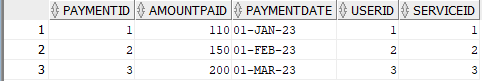 PAYMENTID AMOUNTPAID PAYMENTDATE USERID SERVICEID
1 1 110 01-JAN-23 1 1
2 2 150 01-FEB-23 2 2
3 3 200 01-MAR-23 3 3